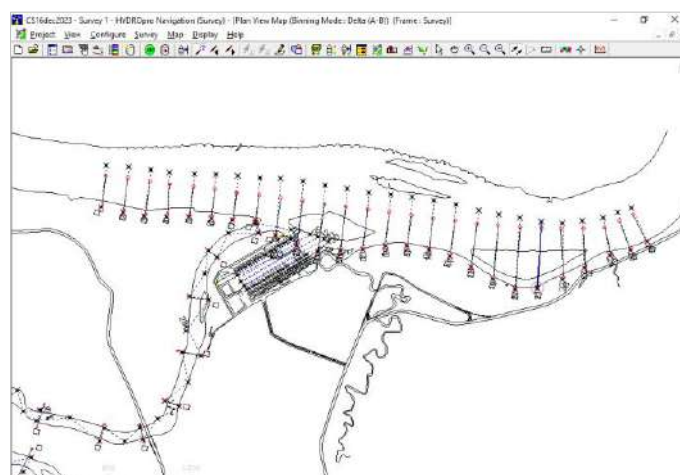 CS16dec2023 - Survey 1 - HYDROpro Navigation (Survey) - [Plan View Map (Binning Mode: Delta (A-B)) (Frame : Survey)]
Project View Configure Survey Map Display Help